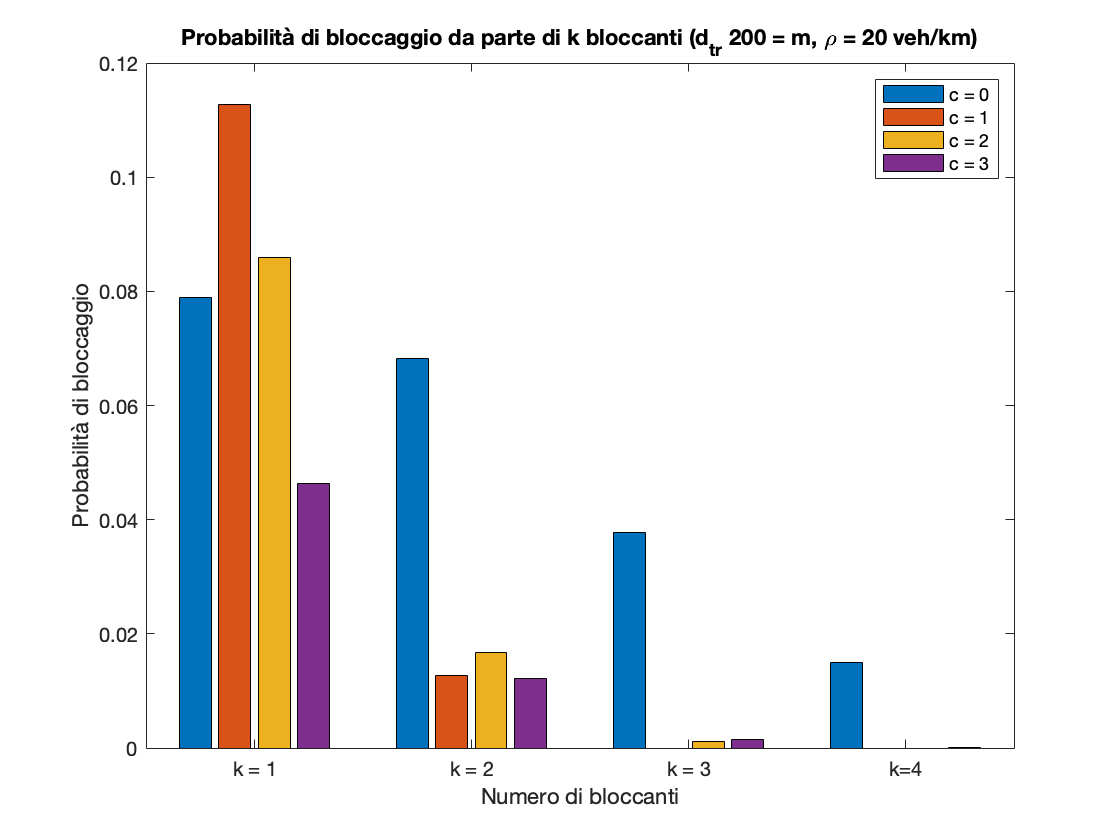 Probabilità di bloccaggio da parte di k bloccanti (d_tr 200 = m, ρ = 20 veh/km)
c = 0
c = 1
c = 2
c = 3
0.12
0.1
0.08
0.06
0.04
0.02
0
Probabilità di bloccaggio
k = 1
k = 2
k = 3
k=4
Numero di bloccanti